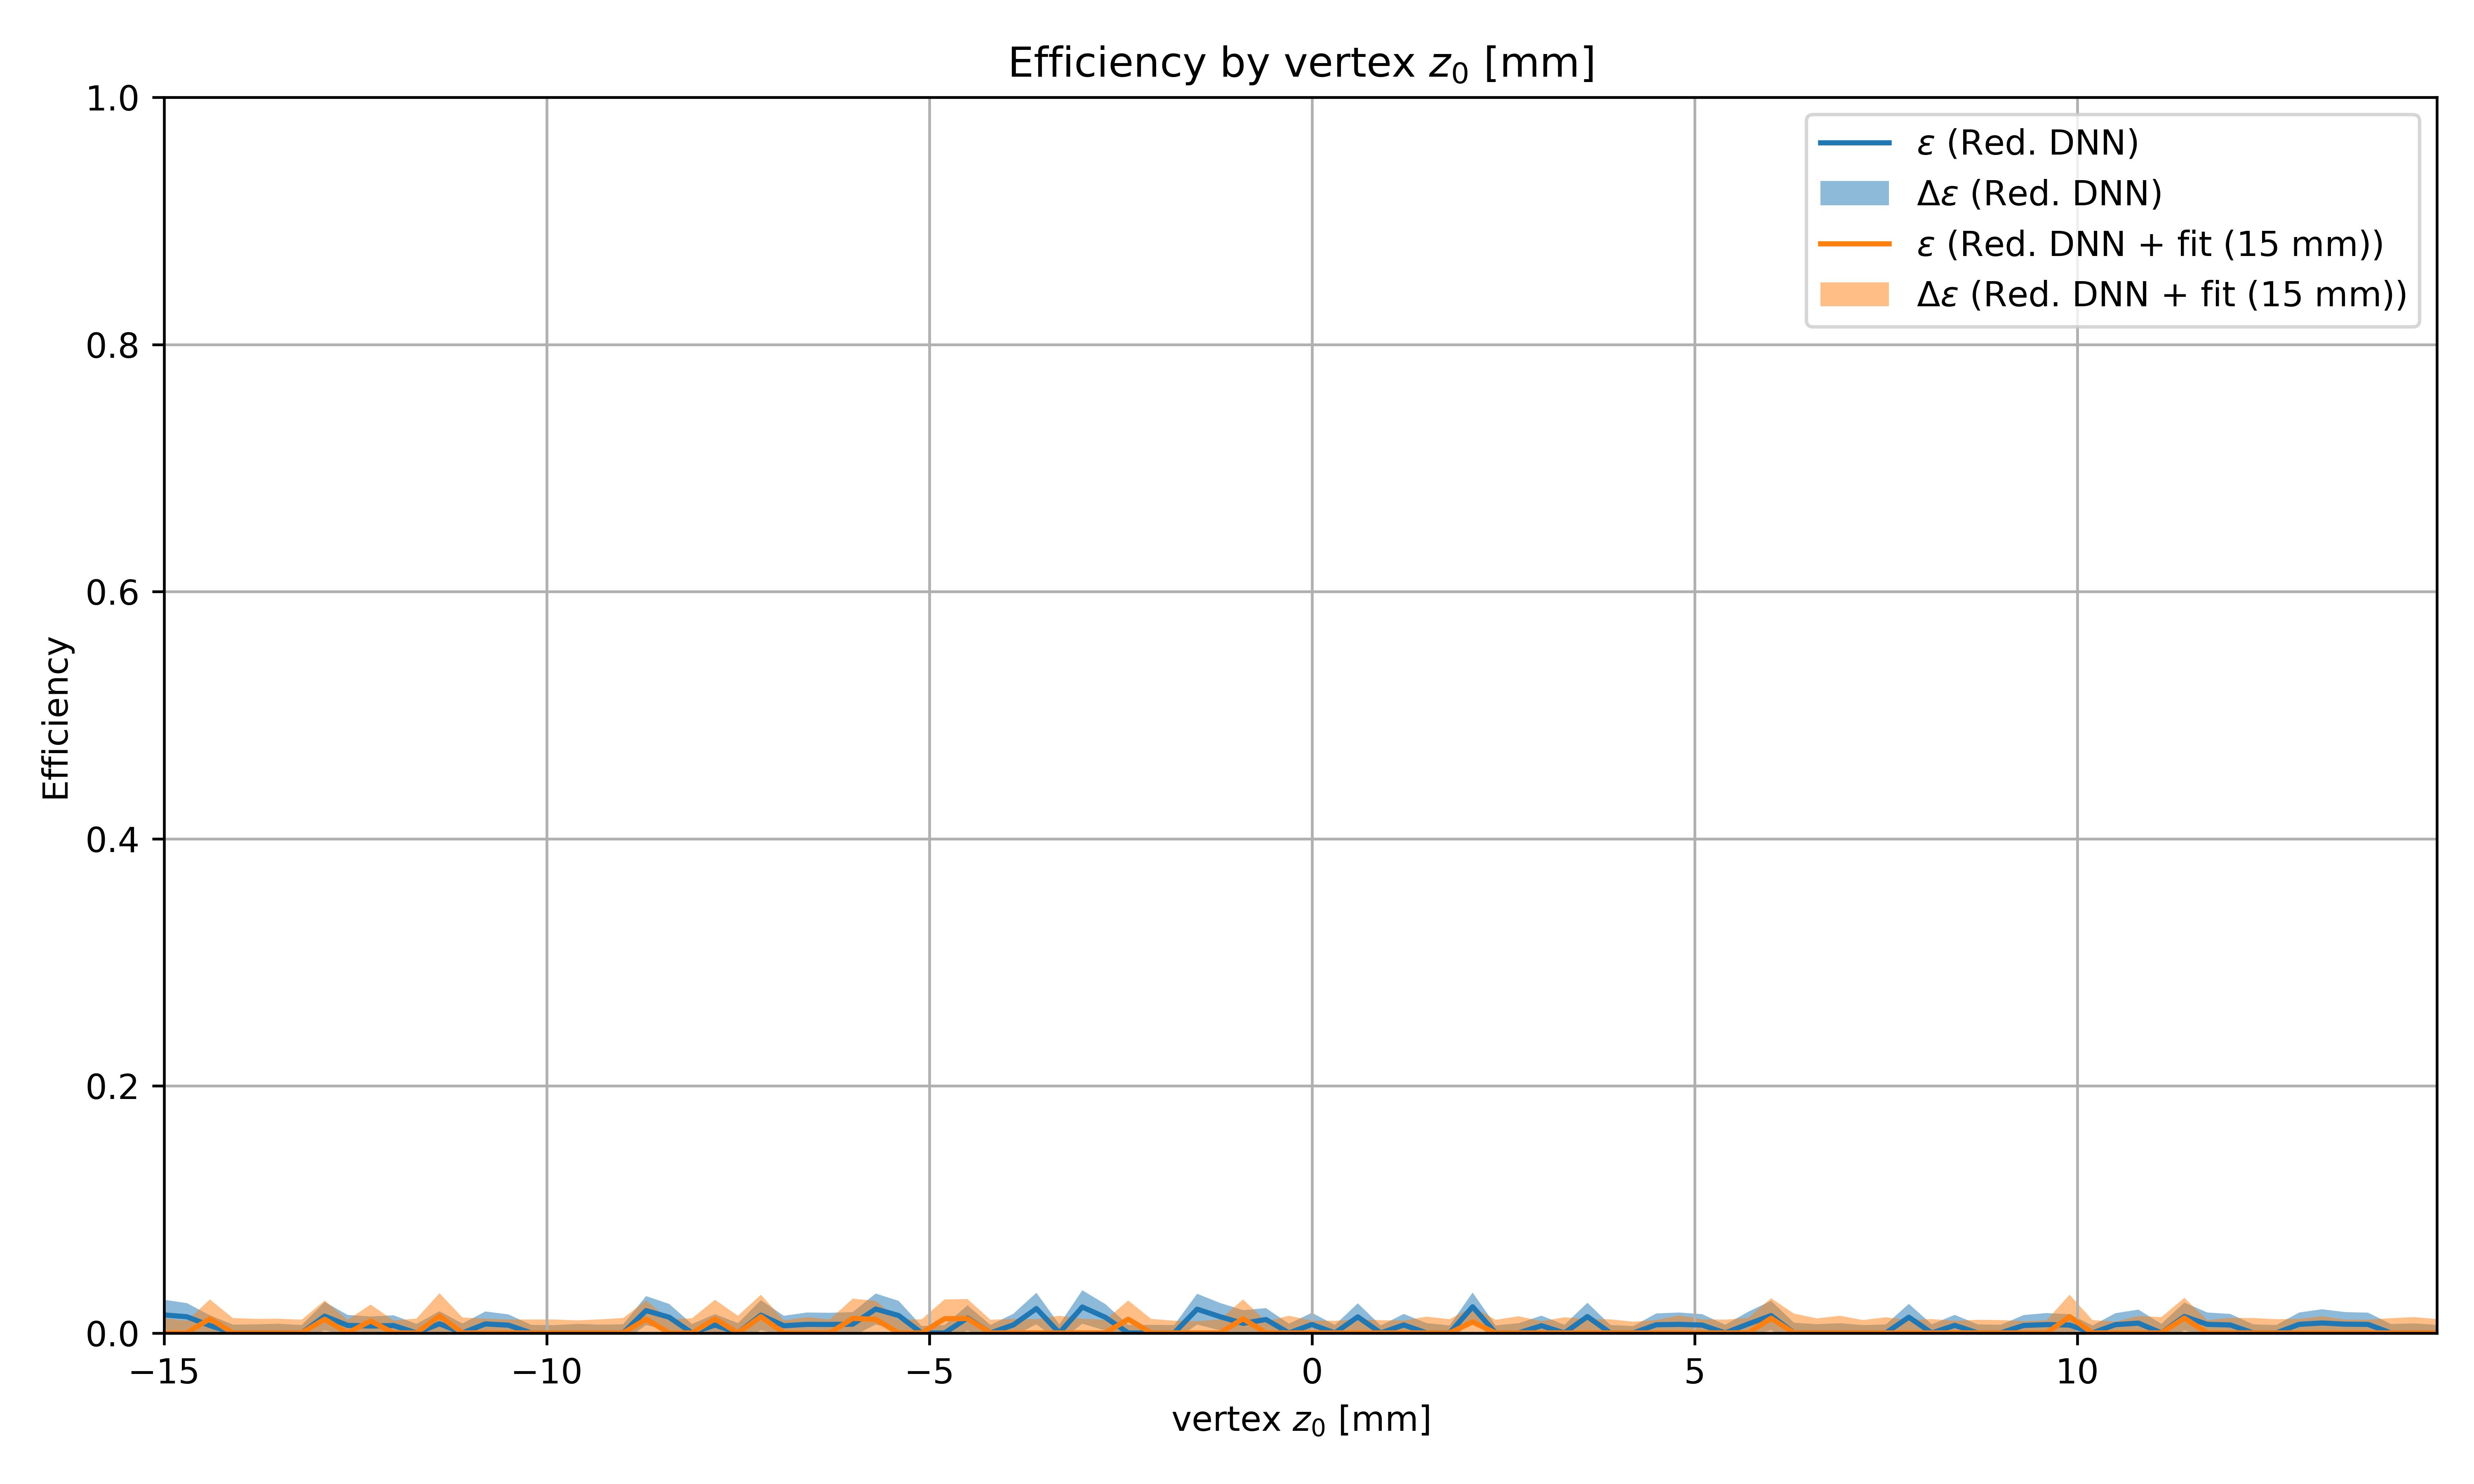 Efficiency by vertex z₀ [mm]
1.0
0.8
0.6
0.4
0.2
0.0
Efficiency
ε (Red. DNN)
Δε (Red. DNN)
ε (Red. DNN + fit (15 mm))
Δε (Red. DNN + fit (15 mm))
−15 −10 −5 0 5 10
vertex z₀ [mm]